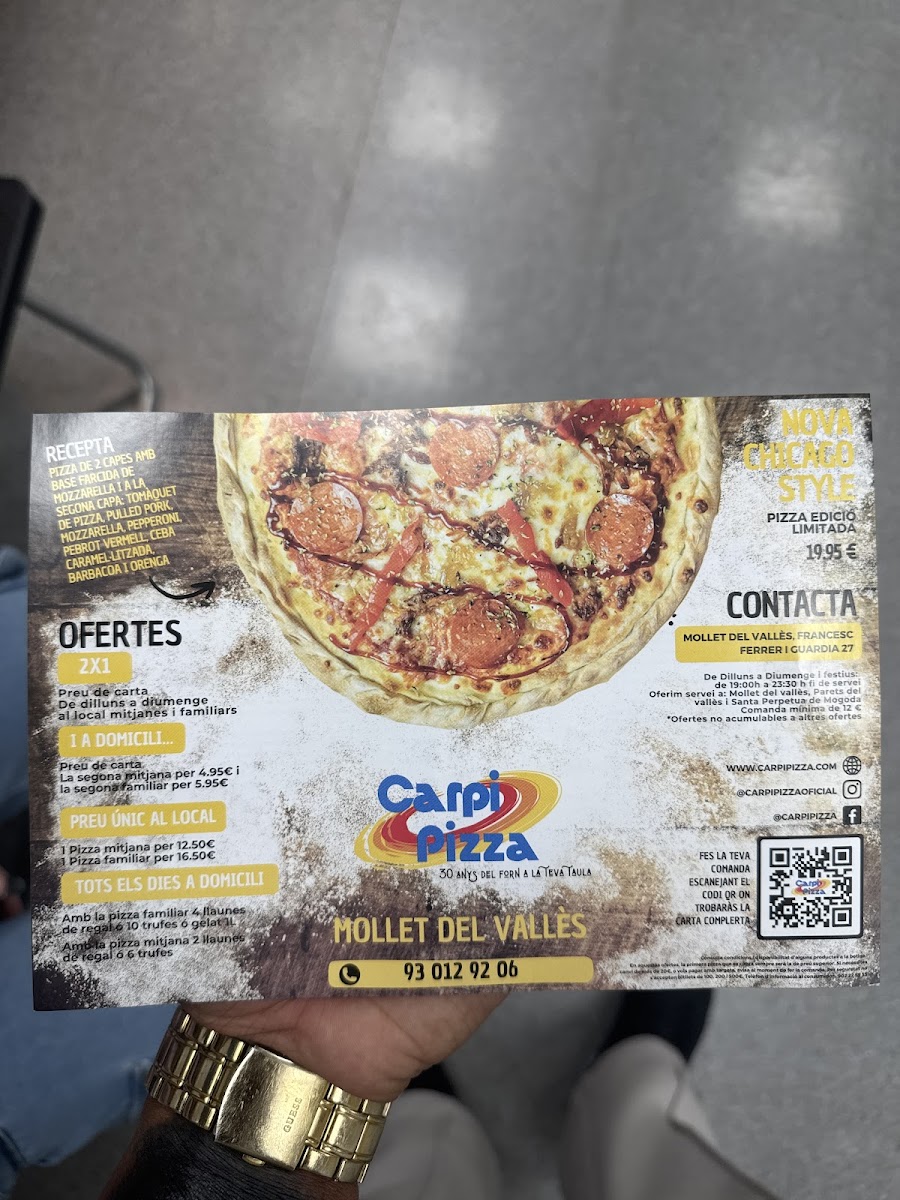 RECEPTA
PIZZA DE 2 CAPES AMB
BASE FARCIDA DE
MOZZARELLA I A LA
SEGONA CAPA: TOMÀQUET
DE PIZZA, PULLED PORK,
MOZZARELLA, PEPPERONI,
PEBROT VERMELL, CEBA
CARAMEL·LITZADA,
BARBACOA I ORENGA
NOVA
CHICAGO
STYLE
PIZZA EDICIÓ
LIMITADA
19,95 €
OFERTES
2X1
Preu de carta
De dilluns a diumenge
al local mitjanes i familiars
I A DOMICILI...
Preu de carta
La segona mitjana per 4.95€ i
la segona familiar per 5.95€
PREU ÚNIC AL LOCAL
1 Pizza mitjana per 12.50€
1 Pizza familiar per 16.50€
TOTS ELS DIES A DOMICILI
Amb la pizza familiar 4 llaunes
de regal ó 10 trufes ó gelat 1L
Amb la pizza mitjana 2 llaunes
de regal ó 6 trufes
CONTACTA
MOLLET DEL VALLÈS, FRANCESC
FERRER I GUARDIA 27
De Dilluns a Diumenge i festius:
de 19:00h a 23:30 h fi de servei
Oferim servei a: Mollet del vallès, Parets del
vallès i Santa Perpetua de Mogoda
Comanda mínima de 12 €
*Ofertes no acumulables a altres ofertes
WWW.CARPIPIZZA.COM
@CARPIPIZZAOFICIAL
@CARPIPIZZA
FES LA TEVA
COMANDA
ESCANEJANT EL
CODI QR ON
TROBARÀS LA
CARTA COMPLERTA
Carpi
Pizza
Carpi
Pizza
30 ANYS DEL FORN A LA TEVA TAULA
MOLLET DEL VALLÈS
93 012 92 06
GUESS